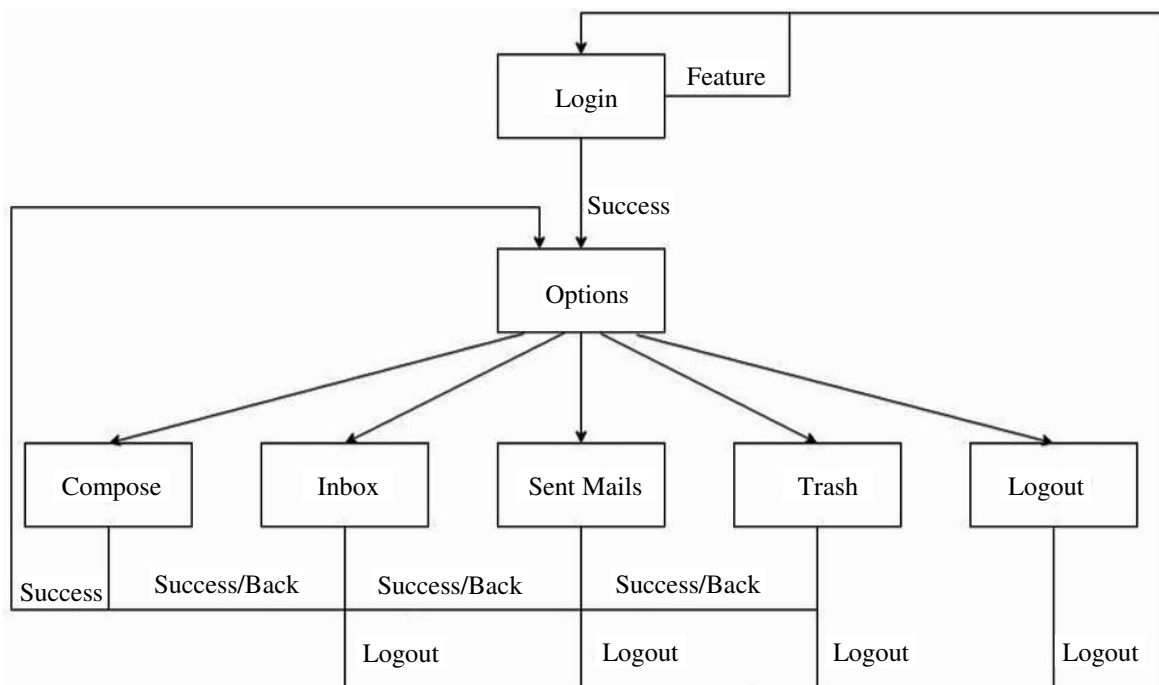 Login
Feature
Success
Options
Compose
Inbox
Sent Mails
Trash
Logout
Success
Success/Back
Success/Back
Success/Back
Logout
Logout
Logout
Logout